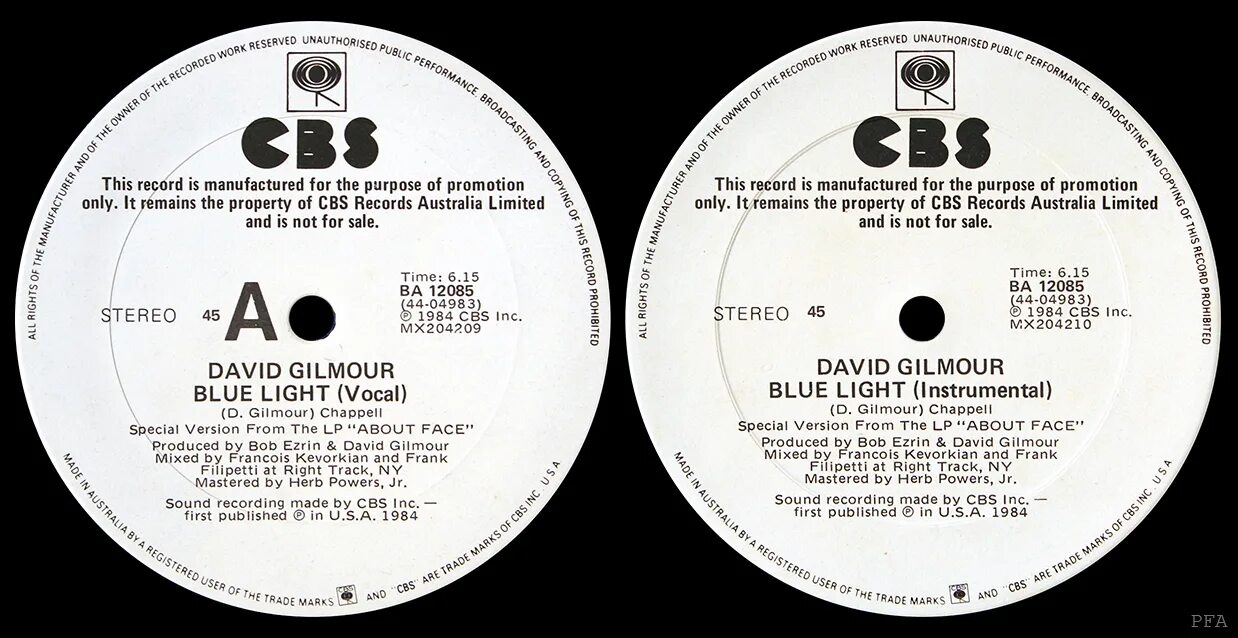 ALL RIGHTS OF THE MANUFACTURER AND OF THE OWNER OF THE RECORDED WORK RESERVED UNAUTHORISED PUBLIC PERFORMANCE BROADCASTING AND COPYING OF THIS RECORD PROHIBITED
CBS
This record is manufactured for the purpose of promotion
only. It remains the property of CBS Records Australia Limited
and is not for sale.
Time: 6.15
BA 12085
(44-04983)
STEREO 45 A ℗ 1984 CBS Inc.
MX204209
DAVID GILMOUR
BLUE LIGHT (Vocal)
(D. Gilmour) Chappell
Special Version From The LP "ABOUT FACE"
Produced by Bob Ezrin & David Gilmour
Mixed by Francois Kevorkian and Frank
Filipetti at Right Track, NY
Mastered by Herb Powers, Jr.
Sound recording made by CBS Inc. —
first published ℗ in U.S.A. 1984
MADE IN AUSTRALIA BY A REGISTERED USER OF THE TRADE MARKS CBS AND "CBS" ARE TRADE MARKS OF CBS INC. U.S.A
ALL RIGHTS OF THE MANUFACTURER AND OF THE OWNER OF THE RECORDED WORK RESERVED UNAUTHORISED PUBLIC PERFORMANCE BROADCASTING AND COPYING OF THIS RECORD PROHIBITED
CBS
This record is manufactured for the purpose of promotion
only. It remains the property of CBS Records Australia Limited
and is not for sale.
Time: 6.15
BA 12085
(44-04983)
STEREO 45 ℗ 1984 CBS Inc.
MX204210
DAVID GILMOUR
BLUE LIGHT (Instrumental)
(D. Gilmour) Chappell
Special Version From The LP "ABOUT FACE"
Produced by Bob Ezrin & David Gilmour
Mixed by Francois Kevorkian and Frank
Filipetti at Right Track, NY
Mastered by Herb Powers, Jr.
Sound recording made by CBS Inc. —
first published ℗ in U.S.A. 1984
MADE IN AUSTRALIA BY A REGISTERED USER OF THE TRADE MARKS CBS AND "CBS" ARE TRADE MARKS OF CBS INC. U.S.A
PFA